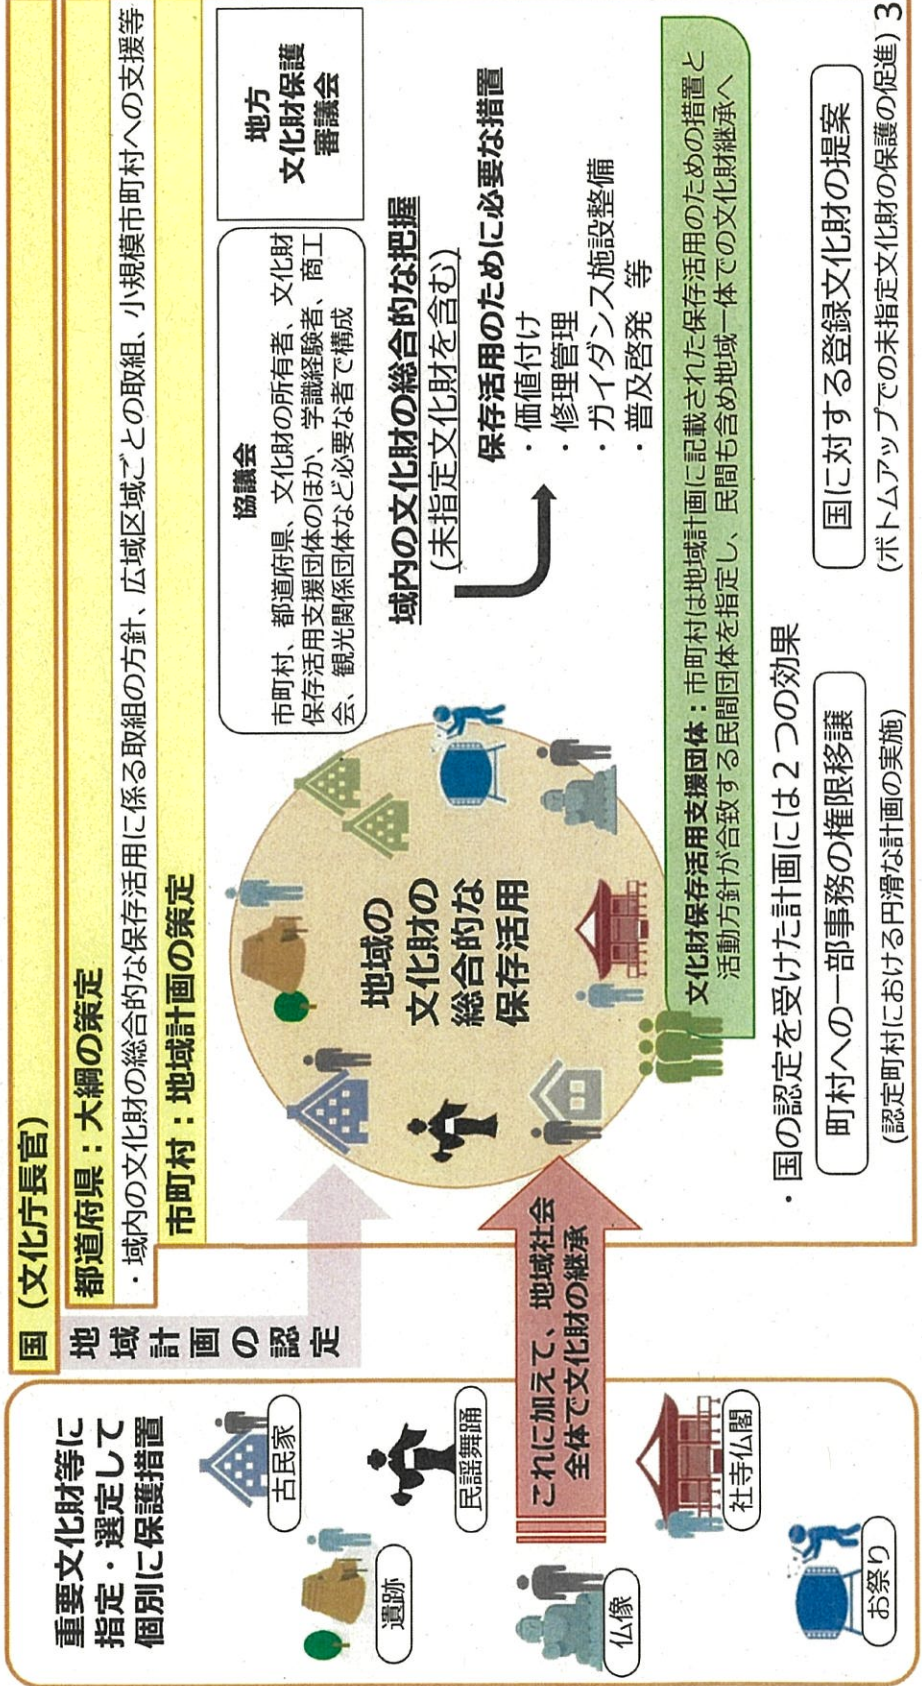 重要文化財等に
指定・選定して
個別に保護措置
古民家
遺跡
民謡舞踊
仏像
社寺仏閣
お祭り
国（文化庁長官）
地域計画の認定
都道府県：大綱の策定
・域内の文化財の総合的な保存活用に係る取組の方針、広域区域ごとの取組、小規模市町村への支援等
市町村：地域計画の策定
これに加えて、地域社会
全体で文化財の継承
地域の
文化財の
総合的な
保存活用
協議会
市町村、都道府県、文化財の所有者、文化財
保存活用支援団体のほか、学識経験者、商工
会、観光関係団体など必要な者で構成
地方
文化財保護
審議会
域内の文化財の総合的な把握
(未指定文化財を含む)
保存活用のために必要な措置
・価値付け
・修理管理
・ガイダンス施設整備
・普及啓発 等
文化財保存活用支援団体：市町村は地域計画に記載された保存活用のための措置と
活動方針が合致する民間団体を指定し、民間も含め地域一体での文化財継承へ
・国の認定を受けた計画には２つの効果
町村への一部事務の権限移譲
(認定町村における円滑な計画の実施)
国に対する登録文化財の提案
(ボトムアップでの未指定文化財の保護の促進)
3